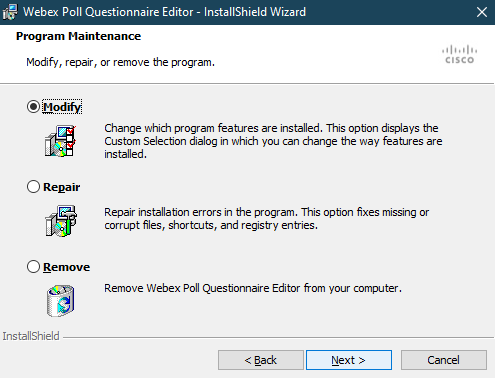 Webex Poll Questionnaire Editor - InstallShield Wizard
Program Maintenance
Modify, repair, or remove the program.
CISCO
Modify
Change which program features are installed. This option displays the
Custom Selection dialog in which you can change the way features are
installed.
Repair
Repair installation errors in the program. This option fixes missing or
corrupt files, shortcuts, and registry entries.
Remove
Remove Webex Poll Questionnaire Editor from your computer.
InstallShield
< Back
Next >
Cancel